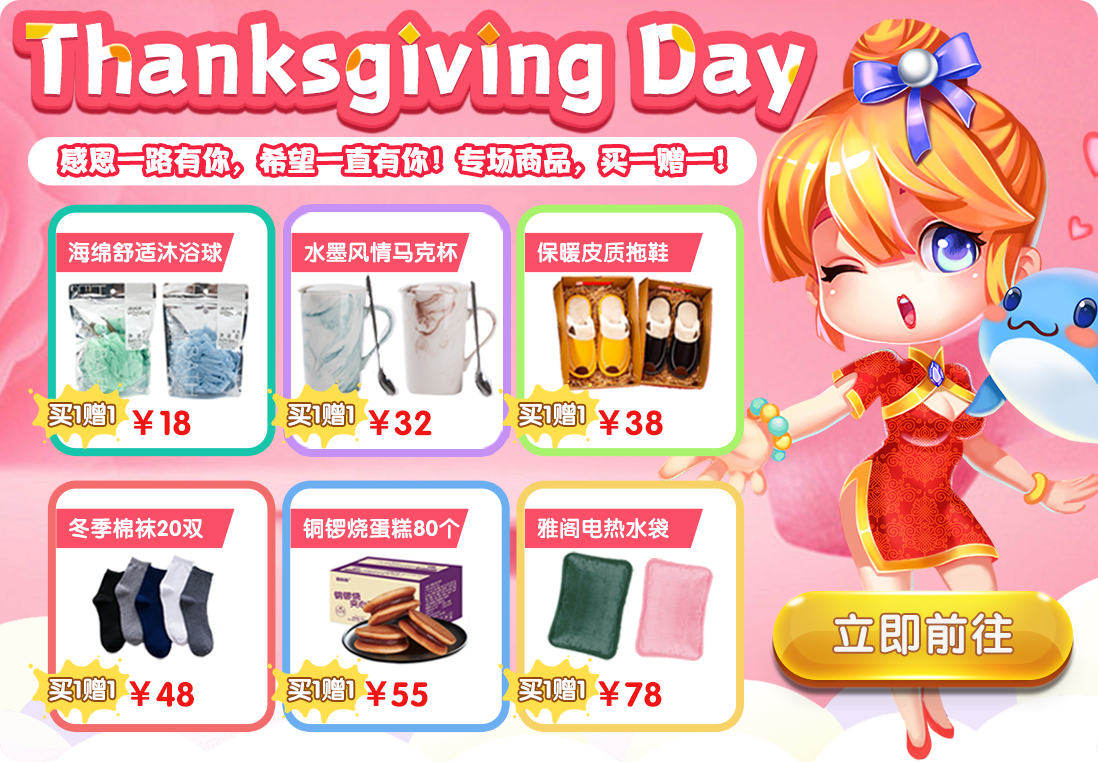 Thanksgiving Day
感恩一路有你，希望一直有你！专场商品，买一赠一！
海绵舒适沐浴球
水墨风情马克杯
保暖皮质拖鞋
买1赠1 ￥18
买1赠1 ￥32
买1赠1 ￥38
冬季棉袜20双
铜锣烧蛋糕80个
雅阁电热水袋
铜锣烧
夹心
买1赠1 ￥48
买1赠1 ￥55
买1赠1 ￥78
立即前往